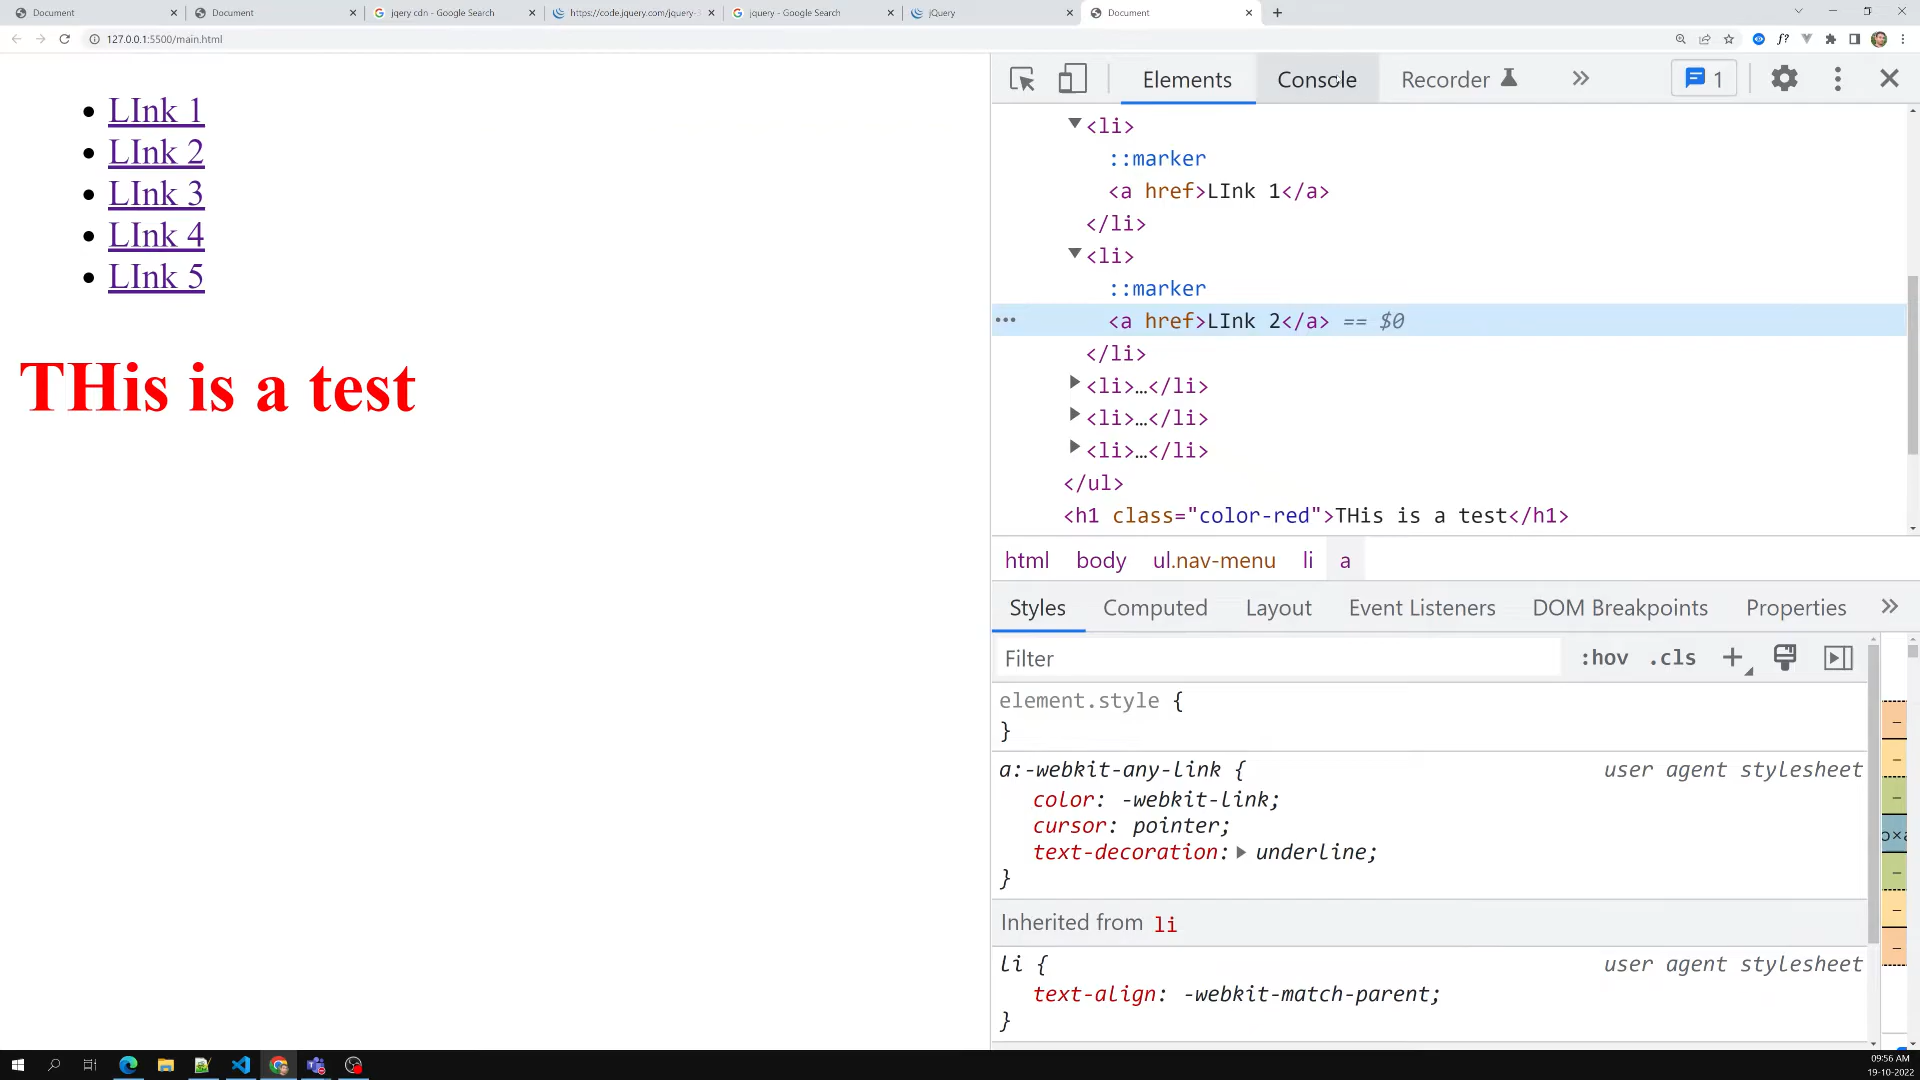 Document
Document
jqery cdn - Google Search
https://code.jquery.com/jquery-3
jquery - Google Search
jQuery
Document
127.0.0.1:5500/main.html
f?
LInk 1
LInk 2
LInk 3
LInk 4
LInk 5
THis is a test
Elements
Console
Recorder
1
<li>
::marker
<a href>LInk 1</a>
</li>
<li>
::marker
<a href>LInk 2</a> == $0
</li>
<li>…</li>
<li>…</li>
<li>…</li>
</ul>
<h1 class="color-red">THis is a test</h1>
html body ul.nav-menu li a
Styles Computed Layout Event Listeners DOM Breakpoints Properties
Filter
:hov .cls
element.style {
}
a:-webkit-any-link {
user agent stylesheet
color: -webkit-link;
cursor: pointer;
text-decoration: underline;
}
Inherited from li
li {
user agent stylesheet
text-align: -webkit-match-parent;
}
09:56 AM
19-10-2022